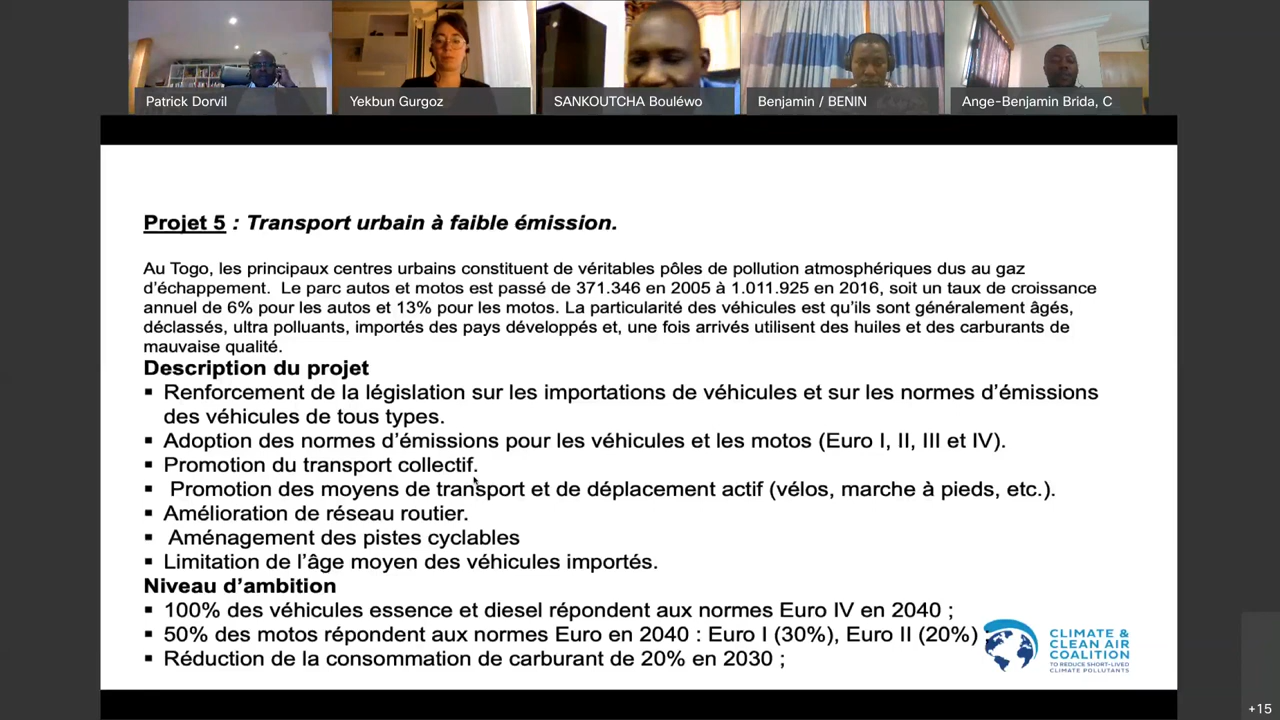 Patrick Dorvil
Yekbun Gurgoz
SANKOUTCHA Bouléwo
Benjamin / BENIN
Ange-Benjamin Brida, C
Projet 5 : Transport urbain à faible émission.
Au Togo, les principaux centres urbains constituent de véritables pôles de pollution atmosphériques dus au gaz
d'échappement. Le parc autos et motos est passé de 371.346 en 2005 à 1.011.925 en 2016, soit un taux de croissance
annuel de 6% pour les autos et 13% pour les motos. La particularité des véhicules est qu'ils sont généralement âgés,
déclassés, ultra polluants, importés des pays développés et, une fois arrivés utilisent des huiles et des carburants de
mauvaise qualité.
Description du projet
▪ Renforcement de la législation sur les importations de véhicules et sur les normes d'émissions
des véhicules de tous types.
▪ Adoption des normes d'émissions pour les véhicules et les motos (Euro I, II, III et IV).
▪ Promotion du transport collectif.
▪ Promotion des moyens de transport et de déplacement actif (vélos, marche à pieds, etc.).
▪ Amélioration de réseau routier.
▪ Aménagement des pistes cyclables
▪ Limitation de l'âge moyen des véhicules importés.
Niveau d'ambition
▪ 100% des véhicules essence et diesel répondent aux normes Euro IV en 2040 ;
▪ 50% des motos répondent aux normes Euro en 2040 : Euro I (30%), Euro II (20%) ;
▪ Réduction de la consommation de carburant de 20% en 2030 ;
CLIMATE &
CLEAN AIR
COALITION
TO REDUCE SHORT-LIVED
CLIMATE POLLUTANTS
+15